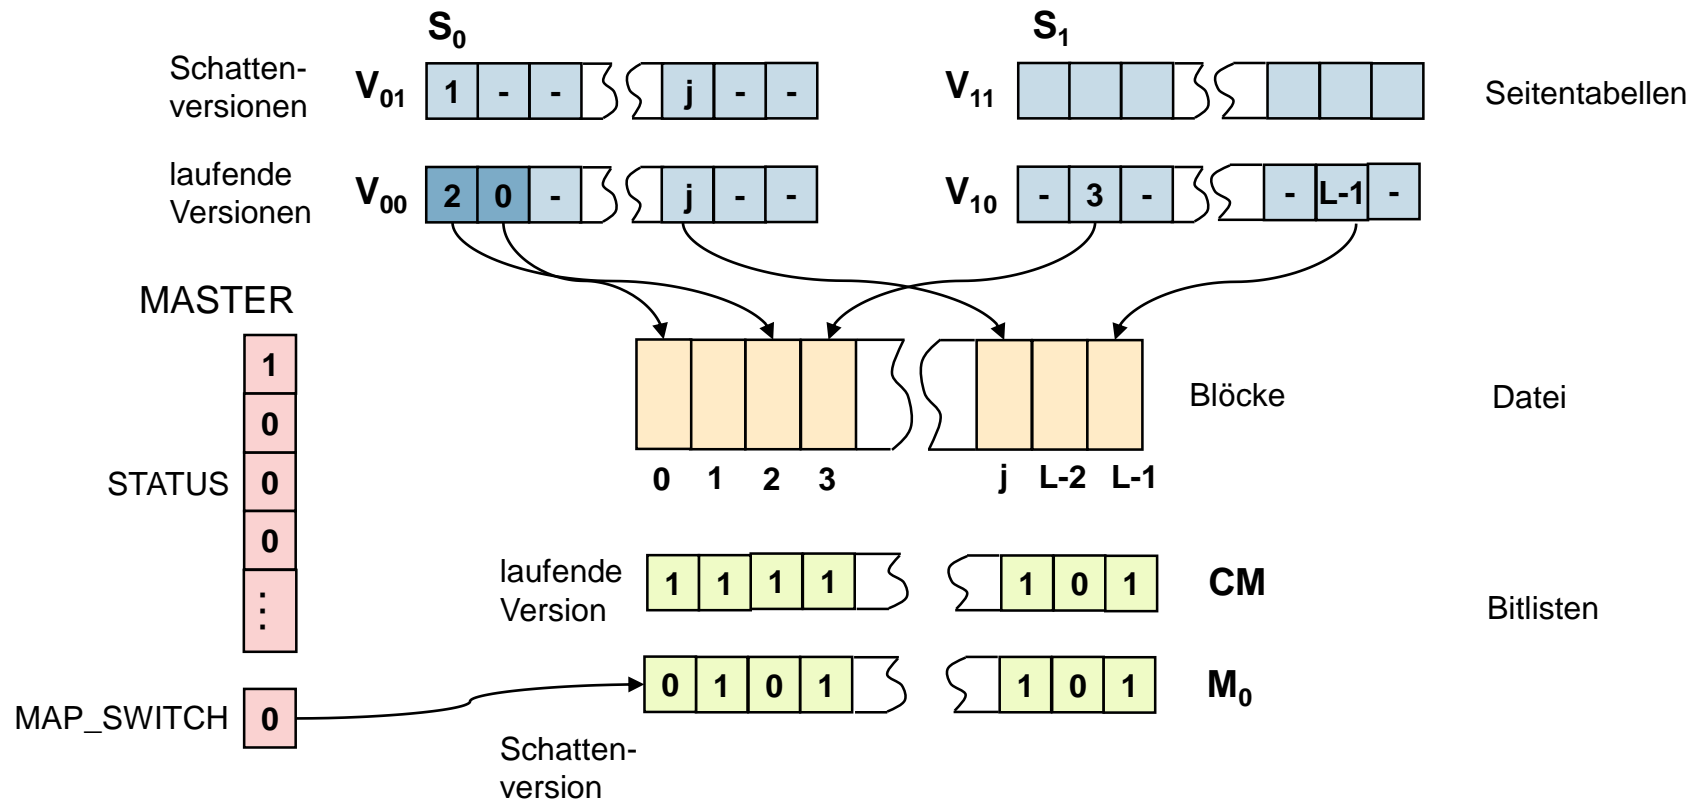 S0 S1
Schatten-
versionen
V01 1 - - j - -
V11
Seitentabellen
laufende
Versionen
V00 2 0 - j - -
V10 - 3 - - L-1 -
MASTER
1
0
STATUS 0
0
⋮
Blöcke
Datei
0 1 2 3 j L-2 L-1
laufende
Version
1 1 1 1 1 0 1 CM
Bitlisten
MAP_SWITCH 0
0 1 0 1 1 0 1 M0
Schatten-
version